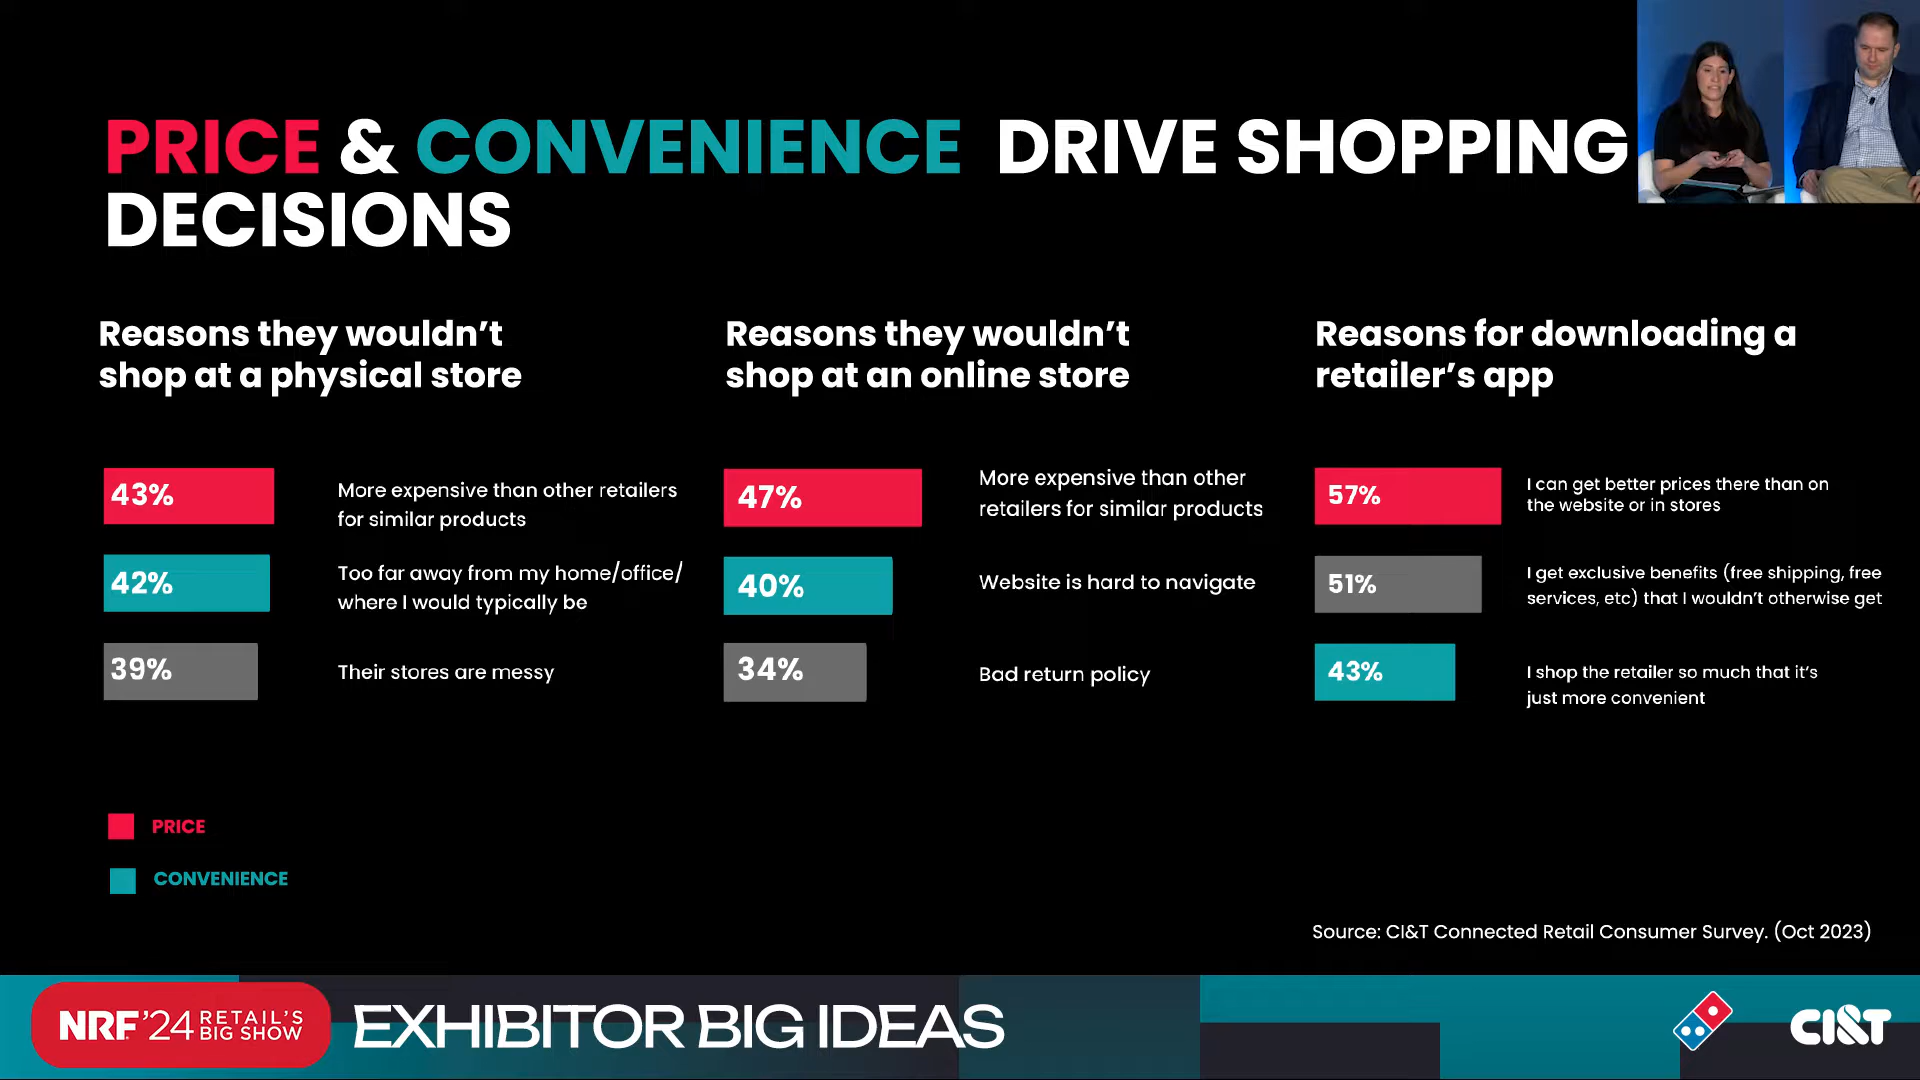 PRICE & CONVENIENCE DRIVE SHOPPING
DECISIONS
Reasons they wouldn’t
shop at a physical store
43%
More expensive than other retailers
for similar products
42%
Too far away from my home/office/
where I would typically be
39%
Their stores are messy
Reasons they wouldn’t
shop at an online store
47%
More expensive than other
retailers for similar products
40%
Website is hard to navigate
34%
Bad return policy
Reasons for downloading a
retailer’s app
57%
I can get better prices there than on
the website or in stores
51%
I get exclusive benefits (free shipping, free
services, etc) that I wouldn’t otherwise get
43%
I shop the retailer so much that it’s
just more convenient
PRICE
CONVENIENCE
Source: CI&T Connected Retail Consumer Survey. (Oct 2023)
NRF’24 RETAIL’S
BIG SHOW
EXHIBITOR BIG IDEAS
CI&T